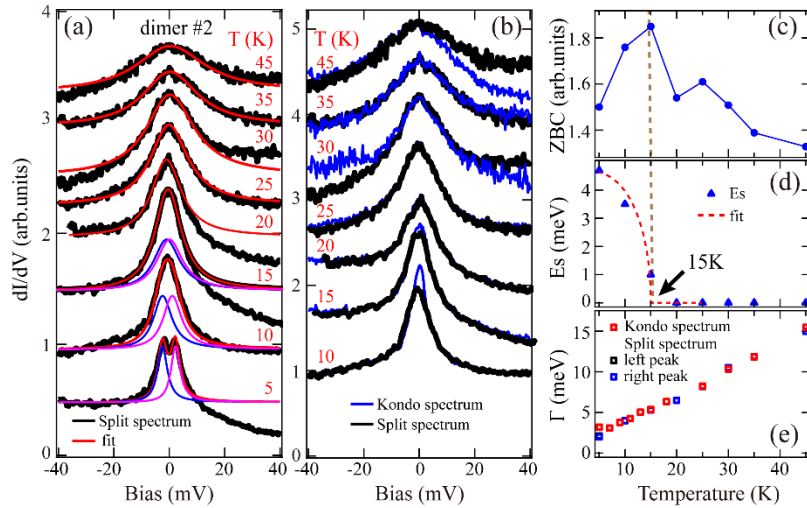 (a)
dimer #2
T (K)
45
35
30
25
20
15
10
5
Split spectrum
fit
dI/dV (arb.units)
4
3
2
1
0
-40
-20
0
20
40
Bias (mV)
(b)
T (K)
45
35
30
25
20
15
10
Kondo spectrum
Split spectrum
5
4
3
2
1
0
-40
-20
0
20
40
Bias (mV)
(c)
ZBC (arb.units)
1.8
1.6
1.4
(d)
Es (meV)
4
2
0
Es
fit
15K
(e)
Γ (meV)
15
10
5
0
Kondo spectrum
Split spectrum
left peak
right peak
10
20
30
40
Temperature (K)